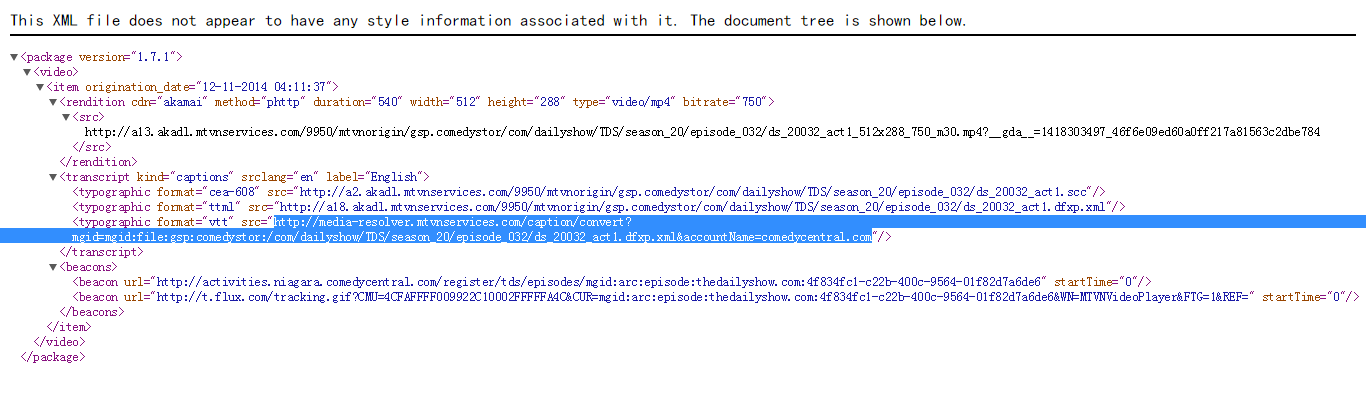 This XML file does not appear to have any style information associated with it. The document tree is shown below.
▼<package version="1.7.1">
▼<video>
▼<item origination_date="12-11-2014 04:11:37">
▼<rendition cdn="akamai" method="phttp" duration="540" width="512" height="288" type="video/mp4" bitrate="750">
▼<src>
http://a13.akadl.mtvnservices.com/9950/mtvnorigin/gsp.comedystor/com/dailyshow/TDS/season_20/episode_032/ds_20032_act1_512x288_750_m30.mp4?__gda__=1418303497_46f6e09ed60a0ff217a81563c2dbe784
</src>
</rendition>
▼<transcript kind="captions" srclang="en" label="English">
<typographic format="cea-608" src="http://a2.akadl.mtvnservices.com/9950/mtvnorigin/gsp.comedystor/com/dailyshow/TDS/season_20/episode_032/ds_20032_act1.scc"/>
<typographic format="ttml" src="http://a18.akadl.mtvnservices.com/9950/mtvnorigin/gsp.comedystor/com/dailyshow/TDS/season_20/episode_032/ds_20032_act1.dfxp.xml"/>
<typographic format="vtt" src="http://media-resolver.mtvnservices.com/caption/convert?
mgid=mgid:file:gsp:comedystor:/com/dailyshow/TDS/season_20/episode_032/ds_20032_act1.dfxp.xml&accountName=comedycentral.com"/>
</transcript>
▼<beacons>
<beacon url="http://activities.niagara.comedycentral.com/register/tds/episodes/mgid:arc:episode:thedailyshow.com:4f834fc1-c22b-400c-9564-01f82d7a6de6" startTime="0"/>
<beacon url="http://t.flux.com/tracking.gif?CMU=4CFAFFFF009922C10002FFFFFA4C&CUR=mgid:arc:episode:thedailyshow.com:4f834fc1-c22b-400c-9564-01f82d7a6de6&WN=MTVNVideoPlayer&FTG=1&REF=" startTime="0"/>
</beacons>
</item>
</video>
</package>